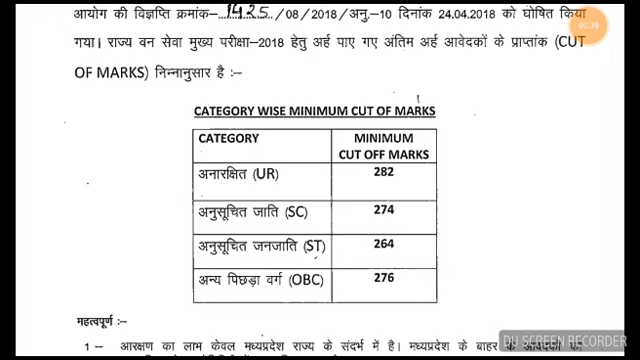 आयोग की विज्ञप्ति क्रमांक–....1425..../08/2018/अनु.–10 दिनांक 24.04.2018 को घोषित किया
00:39
गया। राज्य वन सेवा मुख्य परीक्षा–2018 हेतु अर्ह पाए गए अंतिम अर्ह आवेदकों के प्राप्तांक (CUT
OF MARKS) निम्नानुसार है :–
CATEGORY WISE MINIMUM CUT OF MARKS
CATEGORY MINIMUM
CUT OFF MARKS
अनारक्षित (UR) 282
अनुसूचित जाति (SC) 274
अनुसूचित जनजाति (ST) 264
अन्य पिछड़ा वर्ग (OBC) 276
महत्वपूर्ण :–
1 – आरक्षण का लाभ केवल मध्यप्रदेश राज्य के संदर्भ में है। मध्यप्रदेश के बाहर के
DU SCREEN RECORDER